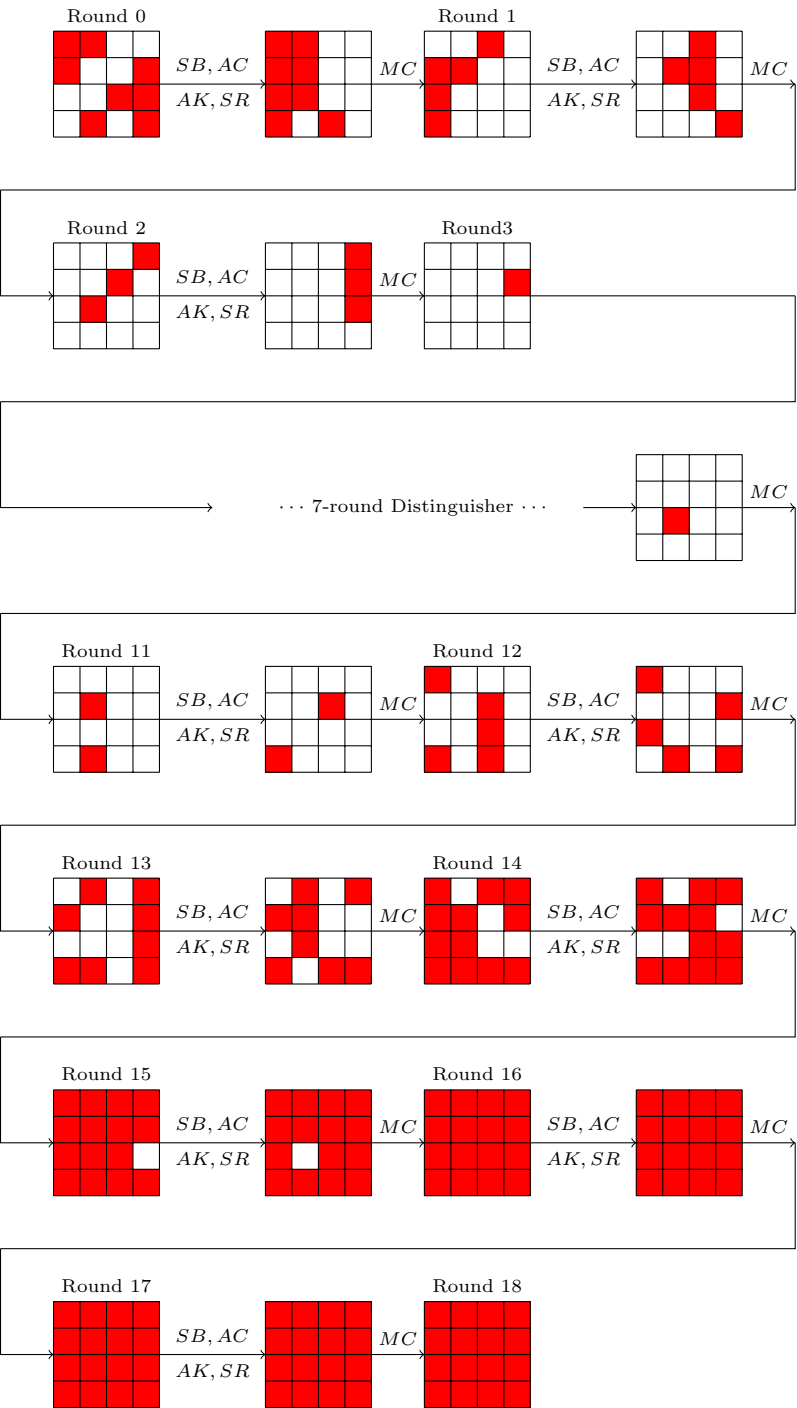 Round 0
Round 1
SB, AC
MC
SB, AC
MC
AK, SR
AK, SR
Round 2
Round3
SB, AC
MC
AK, SR
MC
··· 7-round Distinguisher ···
Round 11
Round 12
SB, AC
MC
SB, AC
MC
AK, SR
AK, SR
Round 13
Round 14
SB, AC
MC
SB, AC
MC
AK, SR
AK, SR
Round 15
Round 16
SB, AC
MC
SB, AC
MC
AK, SR
AK, SR
Round 17
Round 18
SB, AC
MC
AK, SR